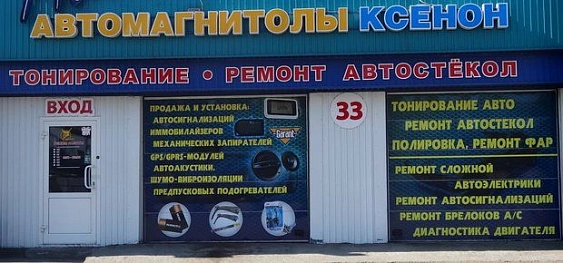 АВТОМАГНИТОЛЫ КСЕНОН
ТОНИРОВАНИЕ • РЕМОНТ АВТОСТЁКОЛ
ВХОД
ПРОДАЖА И УСТАНОВКА:
АВТОСИГНАЛИЗАЦИЙ
ИММОБИЛАЙЗЕРОВ
МЕХАНИЧЕСКИХ ЗАПИРАТЕЛЕЙ
GPS/GPRS-МОДУЛЕЙ
АВТОАКУСТИКИ.
ШУМО-ВИБРОИЗОЛЯЦИИ
ПРЕДПУСКОВЫХ ПОДОГРЕВАТЕЛЕЙ
Garant
33
ТОНИРОВАНИЕ АВТО
РЕМОНТ АВТОСТЕКОЛ
ПОЛИРОВКА, РЕМОНТ ФАР
РЕМОНТ СЛОЖНОЙ
АВТОЭЛЕКТРИКИ
РЕМОНТ АВТОСИГНАЛИЗАЦИЙ
РЕМОНТ БРЕЛОКОВ А/С
ДИАГНОСТИКА ДВИГАТЕЛЯ